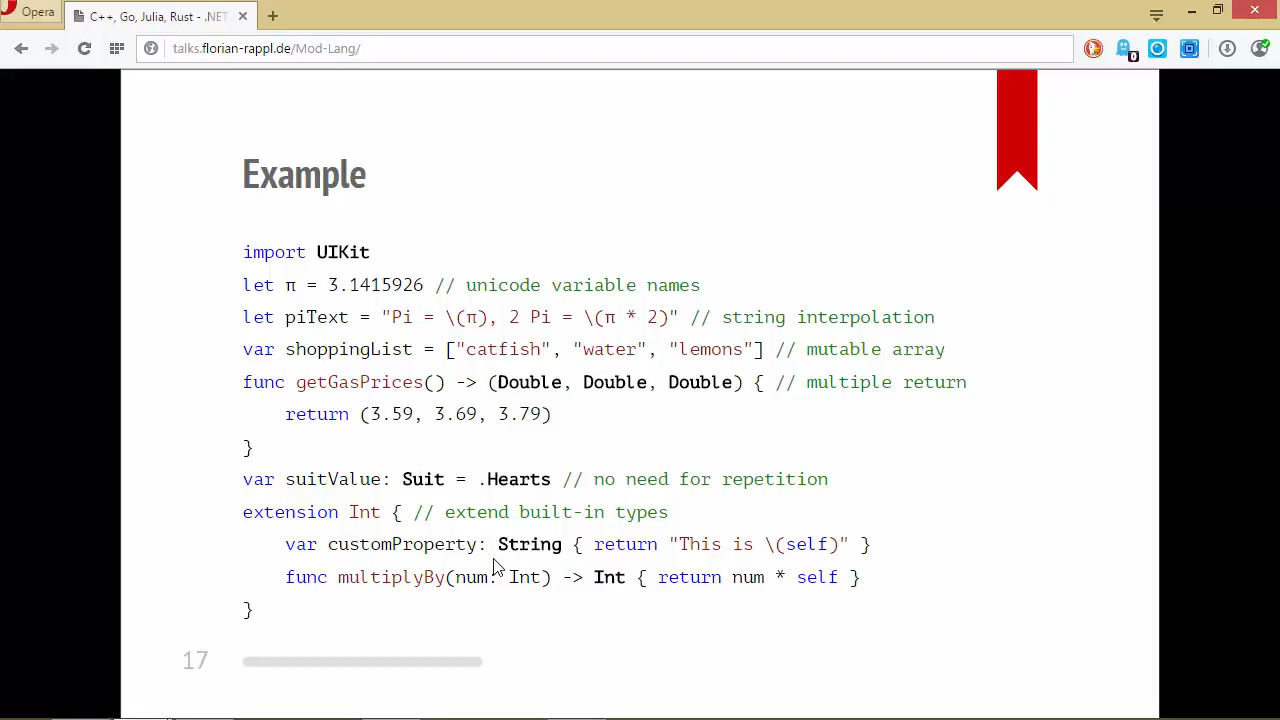 Opera
C++, Go, Julia, Rust - .NET
talks.florian-rappl.de/Mod-Lang/
0
Example
import UIKit
let π = 3.1415926 // unicode variable names
let piText = "Pi = \(π), 2 Pi = \(π * 2)" // string interpolation
var shoppingList = ["catfish", "water", "lemons"] // mutable array
func getGasPrices() -> (Double, Double, Double) { // multiple return
    return (3.59, 3.69, 3.79)
}
var suitValue: Suit = .Hearts // no need for repetition
extension Int { // extend built-in types
    var customProperty: String { return "This is \(self)" }
    func multiplyBy(num: Int) -> Int { return num * self }
}
17